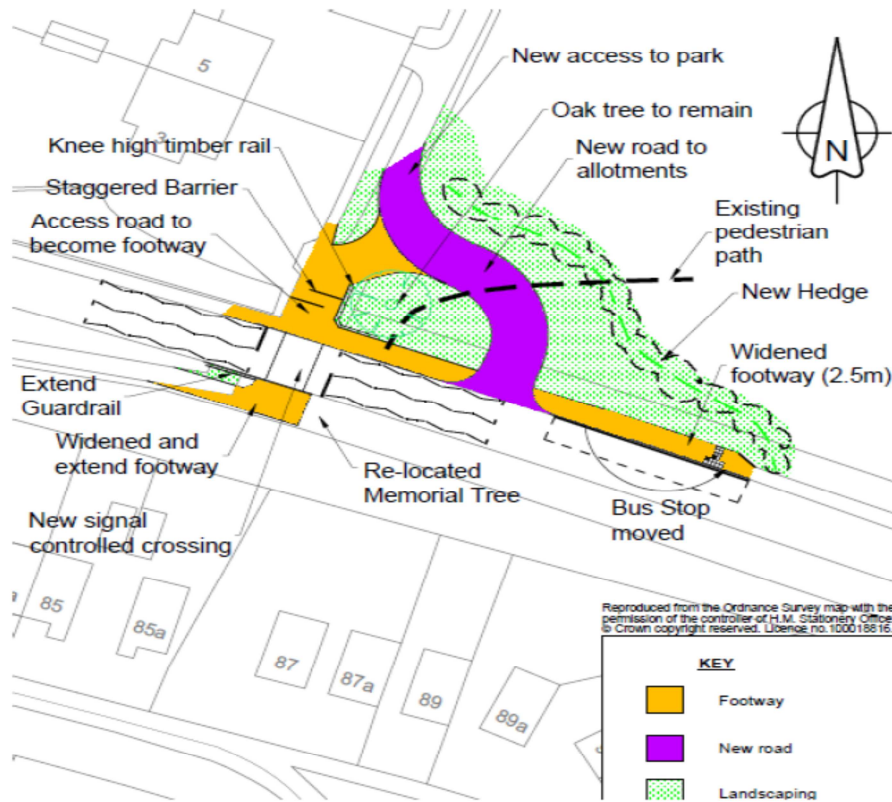 New access to park
5
Oak tree to remain
3
Knee high timber rail
New road to
allotments
N
Staggered Barrier
Access road to
become footway
Existing
pedestrian
path
New Hedge
Widened
footway (2.5m)
Extend
Guardrail
Widened and
extend footway
Re-located
Memorial Tree
Bus Stop
moved
New signal
controlled crossing
a
85
85a
87
87a
89
89a
Reproduced from the Ordnance Survey map with the
permission of the controller of H.M. Stationery Office
© Crown copyright reserved. Licence no. 100018816.
KEY
Footway
New road
Landscaping